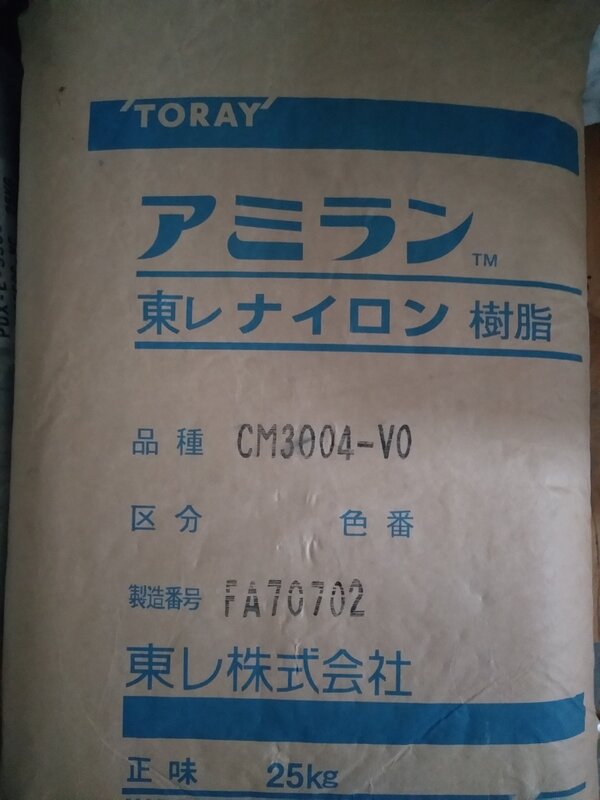 TORAY
アミラン™
東レ ナイロン 樹脂
品種 CM3004-V0
区分 色番
製造番号 FA70702
東レ株式会社
正味 25kg